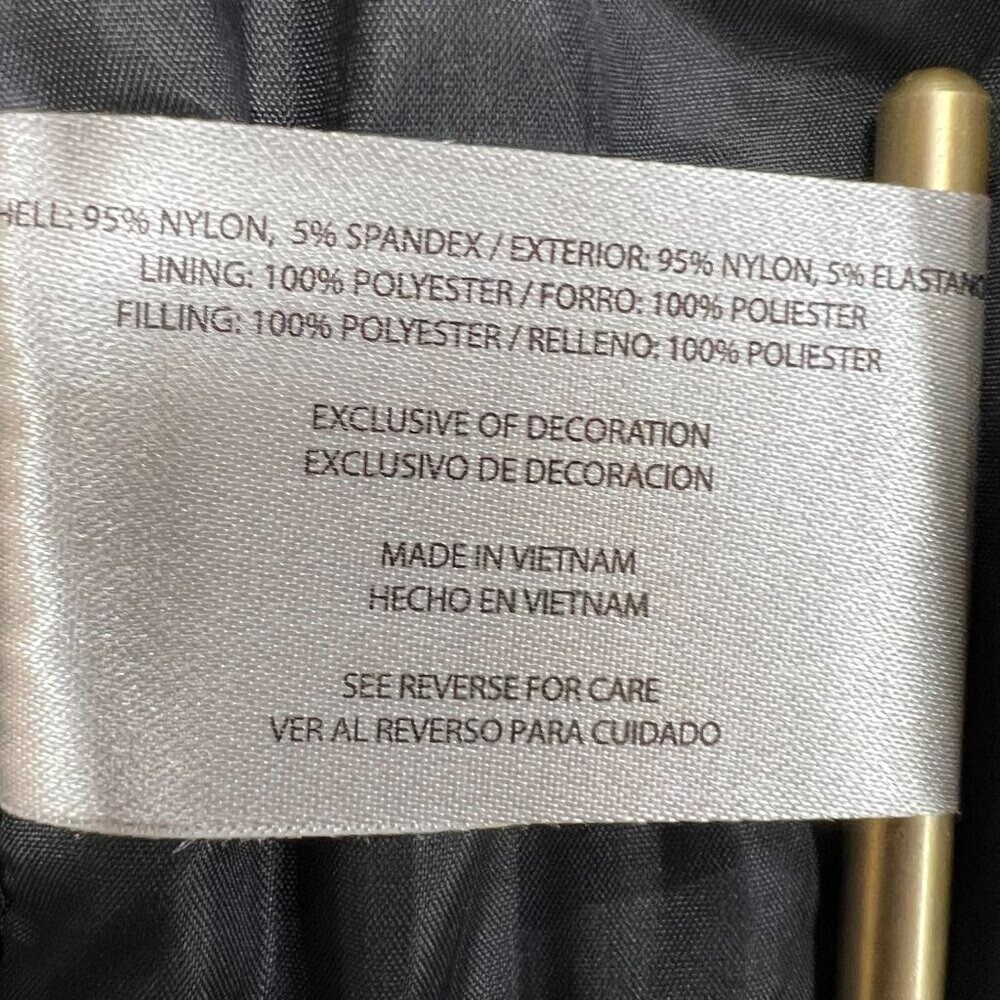 HELL: 95% NYLON, 5% SPANDEX / EXTERIOR: 95% NYLON, 5% ELASTANO
LINING: 100% POLYESTER / FORRO: 100% POLIESTER
FILLING: 100% POLYESTER / RELLENO: 100% POLIESTER
EXCLUSIVE OF DECORATION
EXCLUSIVO DE DECORACION
MADE IN VIETNAM
HECHO EN VIETNAM
SEE REVERSE FOR CARE
VER AL REVERSO PARA CUIDADO